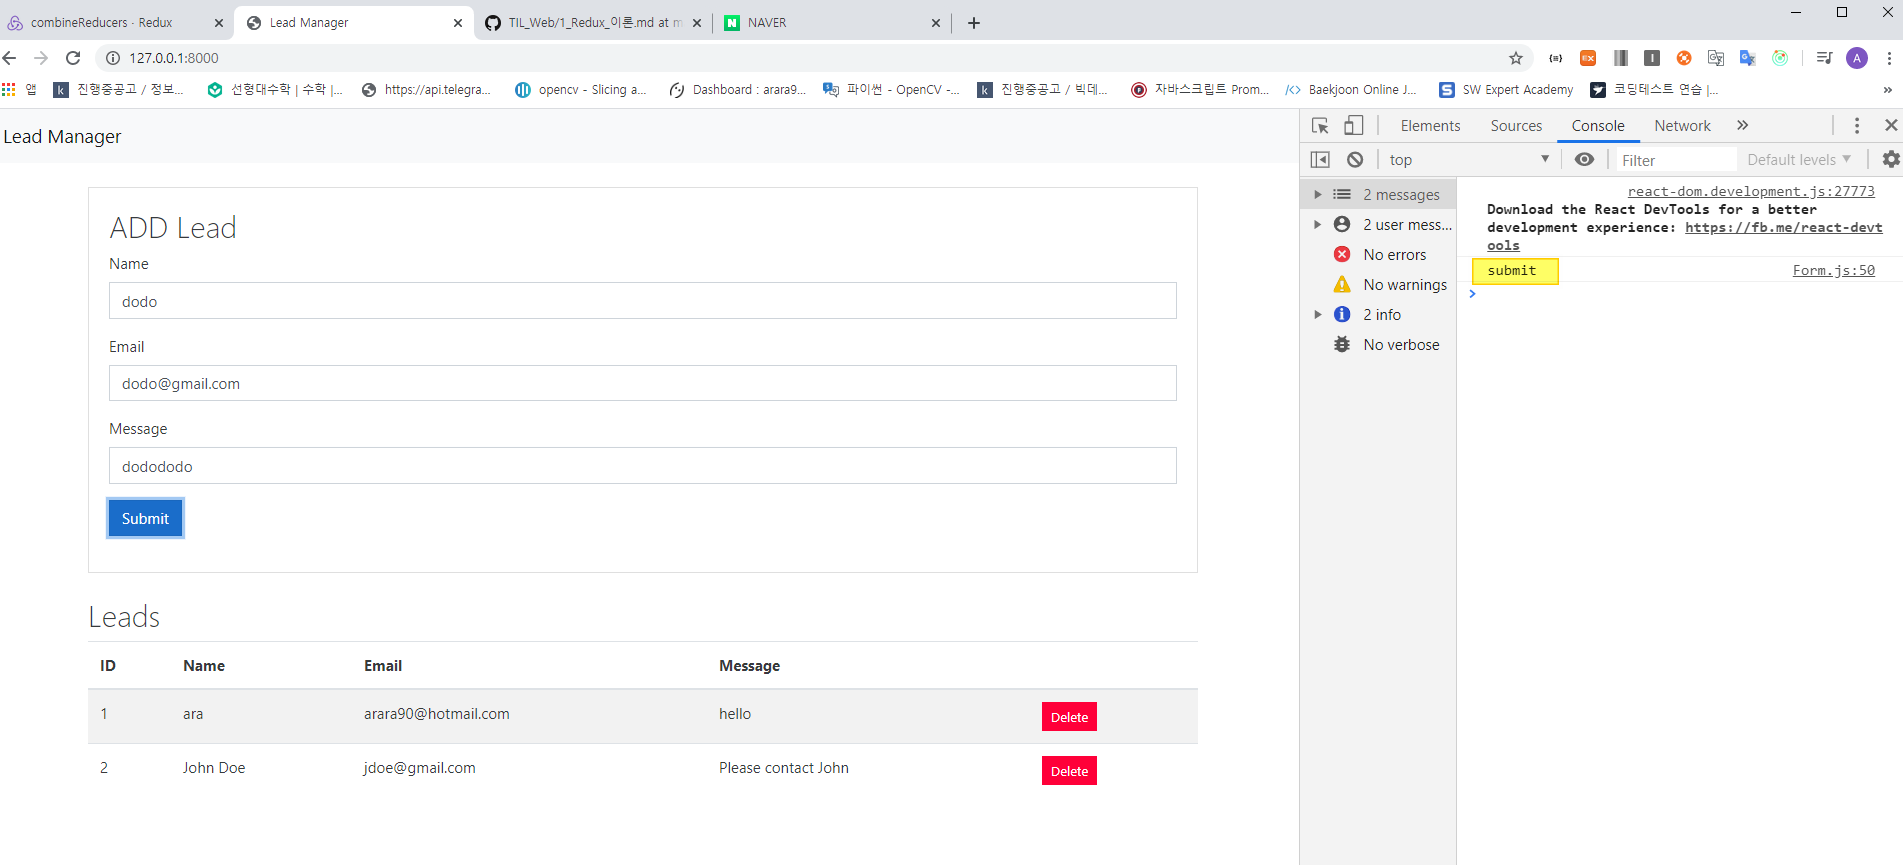 combineReducers · Redux
Lead Manager
TIL_Web/1_Redux_이론.md at m
NAVER
127.0.0.1:8000
앱
진행중공고 / 정보...
선형대수학 | 수학 |...
https://api.telegra...
opencv - Slicing a...
Dashboard : arara9...
파이썬 - OpenCV -...
진행중공고 / 빅데...
자바스크립트 Prom...
Baekjoon Online J...
SW Expert Academy
코딩테스트 연습 |...
Lead Manager
ADD Lead
Name
dodo
Email
dodo@gmail.com
Message
dodododo
Submit
Leads
ID Name Email Message
1 ara arara90@hotmail.com hello Delete
2 John Doe jdoe@gmail.com Please contact John Delete
Elements Sources Console Network
top Filter Default levels
2 messages
2 user mess...
No errors
No warnings
2 info
No verbose
react-dom.development.js:27773
Download the React DevTools for a better
development experience: https://fb.me/react-devt
ools
submit Form.js:50